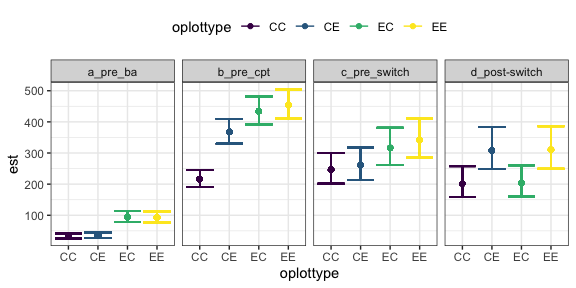 oplottype CC CE EC EE
a_pre_ba b_pre_cpt c_pre_switch d_post-switch
500
400
300
200
100
est
CC CE EC EE CC CE EC EE CC CE EC EE CC CE EC EE
oplottype